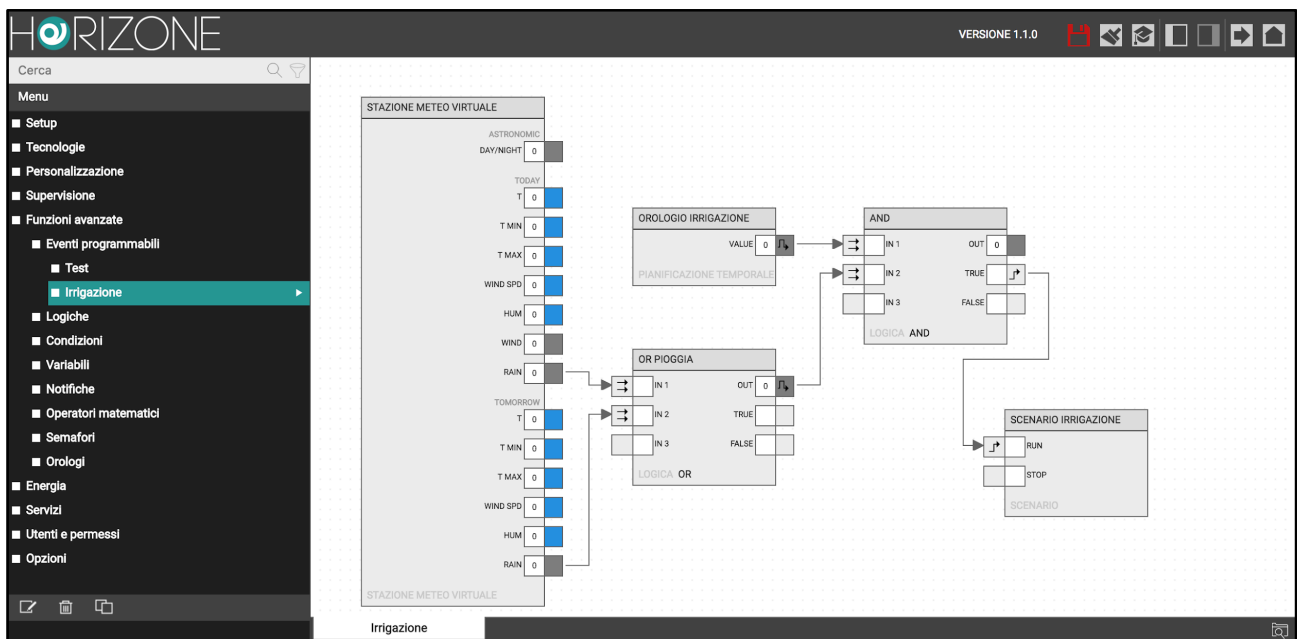 HORIZONE
VERSIONE 1.1.0
Cerca
Menu
Setup
Tecnologie
Personalizzazione
Supervisione
Funzioni avanzate
Eventi programmabili
Test
Irrigazione
Logiche
Condizioni
Variabili
Notifiche
Operatori matematici
Semafori
Orologi
Energia
Servizi
Utenti e permessi
Opzioni
STAZIONE METEO VIRTUALE
ASTRONOMIC
DAY/NIGHT 0
TODAY
T 0
T MIN 0
T MAX 0
WIND SPD 0
HUM 0
WIND 0
RAIN 0
TOMORROW
T 0
T MIN 0
T MAX 0
WIND SPD 0
HUM 0
RAIN 0
STAZIONE METEO VIRTUALE
OROLOGIO IRRIGAZIONE
VALUE 0
PIANIFICAZIONE TEMPORALE
OR PIOGGIA
IN 1 OUT 0
IN 2 TRUE
IN 3 FALSE
LOGICA OR
AND
IN 1 OUT 0
IN 2 TRUE
IN 3 FALSE
LOGICA AND
SCENARIO IRRIGAZIONE
RUN
STOP
SCENARIO
Irrigazione